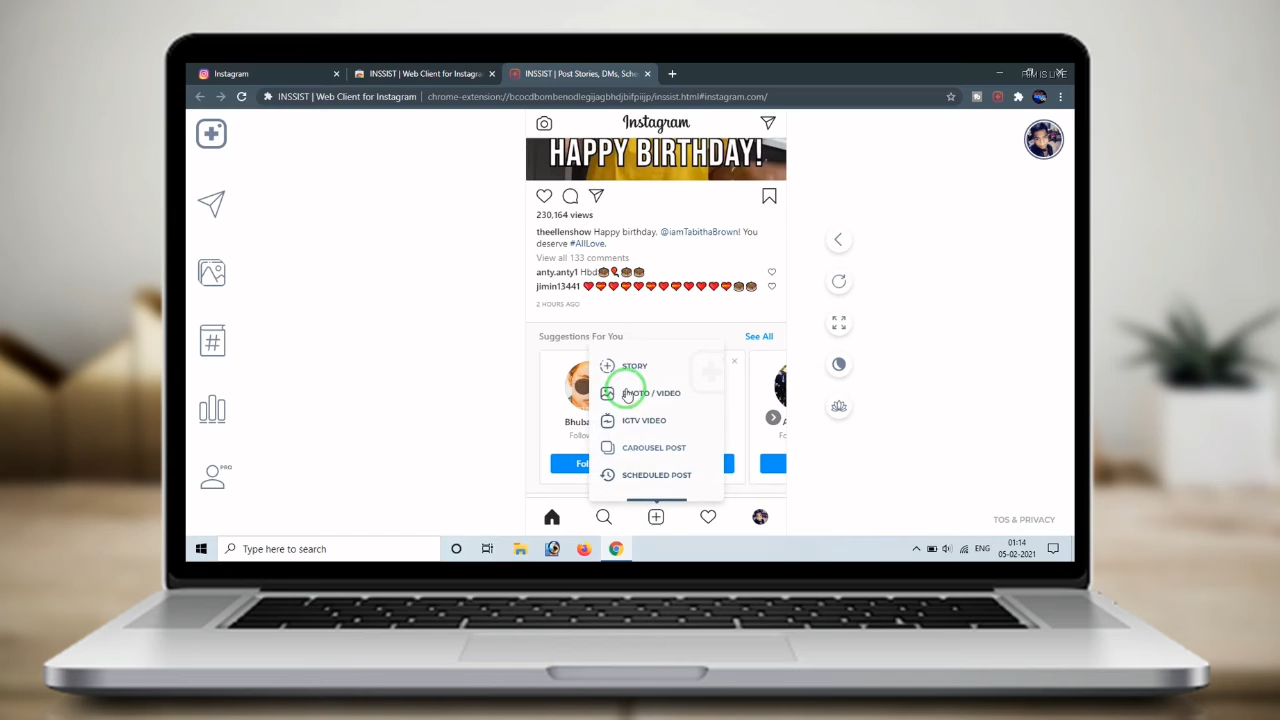 Instagram
INSSIST | Web Client for Instagra
INSSIST | Post Stories, DMs, Sche
INSSIST | Web Client for Instagram
chrome-extension://bcocdbombenodlegijagbhdjbifpiijp/inssist.html#instagram.com/
Instagram
HAPPY BIRTHDAY!
230,164 views
theellenshow Happy birthday, @iamTabithaBrown! You
deserve #AllLove.
View all 133 comments
anty.anty1 Hbd
jimin13441
2 HOURS AGO
Suggestions For You
See All
STORY
PHOTO / VIDEO
IGTV VIDEO
CAROUSEL POST
SCHEDULED POST
Bhuba
Follo
Fol
A
PRO
TOS & PRIVACY
Type here to search
ENG
01:14
05-02-2021